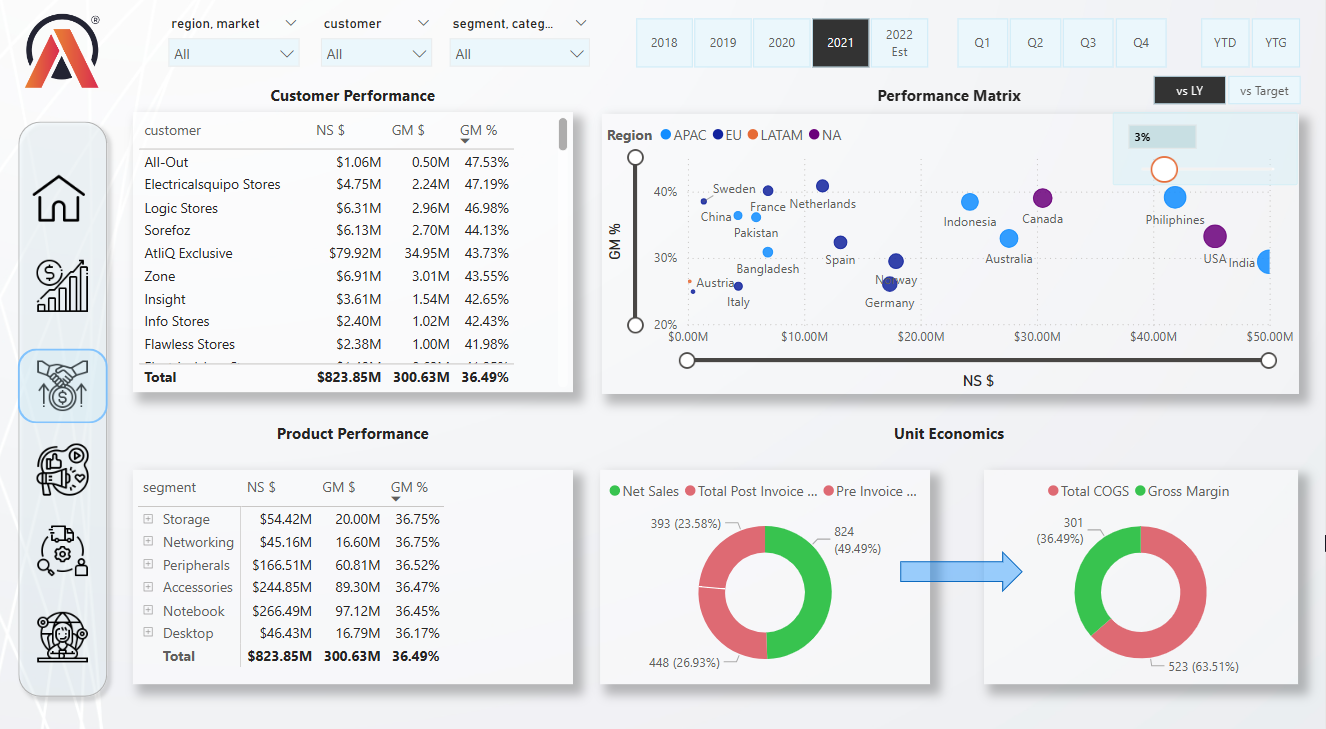 ®
region, market
customer
segment, categ...
All
All
All
2018
2019
2020
2021
2022
Est
Q1
Q2
Q3
Q4
YTD
YTG
vs LY
vs Target
Customer Performance
customer NS $ GM $ GM %
All-Out $1.06M 0.50M 47.53%
Electricalsquipo Stores $4.75M 2.24M 47.19%
Logic Stores $6.31M 2.96M 46.98%
Sorefoz $6.13M 2.70M 44.13%
AtliQ Exclusive $79.92M 34.95M 43.73%
Zone $6.91M 3.01M 43.55%
Insight $3.61M 1.54M 42.65%
Info Stores $2.40M 1.02M 42.43%
Flawless Stores $2.38M 1.00M 41.98%
Total $823.85M 300.63M 36.49%
Performance Matrix
Region APAC EU LATAM NA
3%
GM %
40%
30%
20%
Sweden
France
Netherlands
China
Pakistan
Indonesia
Canada
Philiphines
Bangladesh
Spain
Australia
USA
India
Austria
Norway
Italy
Germany
$0.00M $10.00M $20.00M $30.00M $40.00M $50.00M
NS $
Product Performance
segment NS $ GM $ GM %
Storage $54.42M 20.00M 36.75%
Networking $45.16M 16.60M 36.75%
Peripherals $166.51M 60.81M 36.52%
Accessories $244.85M 89.30M 36.47%
Notebook $266.49M 97.12M 36.45%
Desktop $46.43M 16.79M 36.17%
Total $823.85M 300.63M 36.49%
Unit Economics
Net Sales Total Post Invoice ... Pre Invoice ...
393 (23.58%)
824
(49.49%)
448 (26.93%)
Total COGS Gross Margin
301
(36.49%)
523 (63.51%)